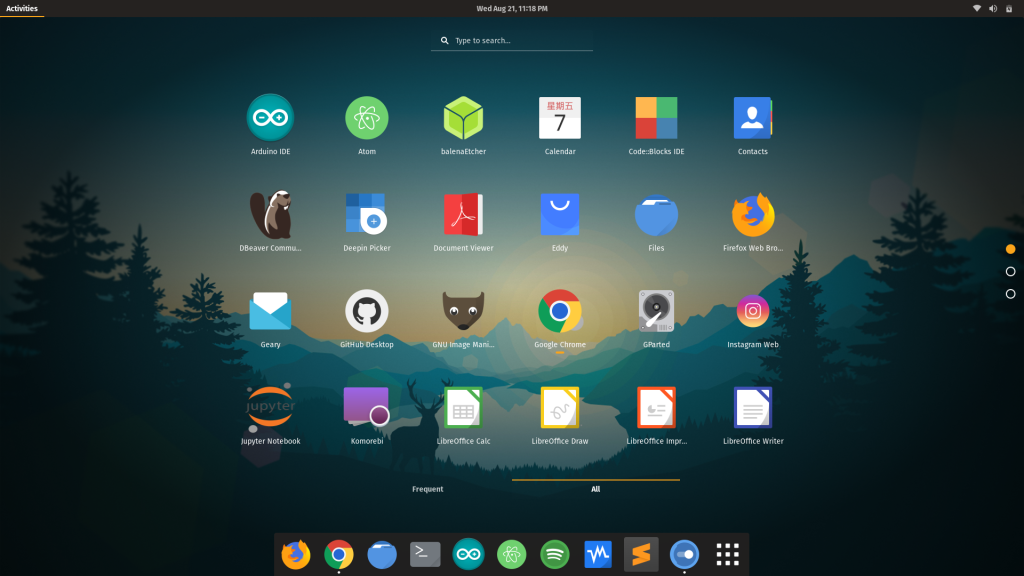 Activities
Wed Aug 21, 11:18 PM
Type to search...
星期五
7
Arduino IDE
Atom
balenaEtcher
Calendar
Code::Blocks IDE
Contacts
DBeaver Commu...
Deepin Picker
Document Viewer
Eddy
Files
Firefox Web Bro...
Geary
GitHub Desktop
GNU Image Mani...
Google Chrome
GParted
Instagram Web
jupyter
Jupyter Notebook
Komorebi
LibreOffice Calc
LibreOffice Draw
LibreOffice Impr...
LibreOffice Writer
Frequent
All